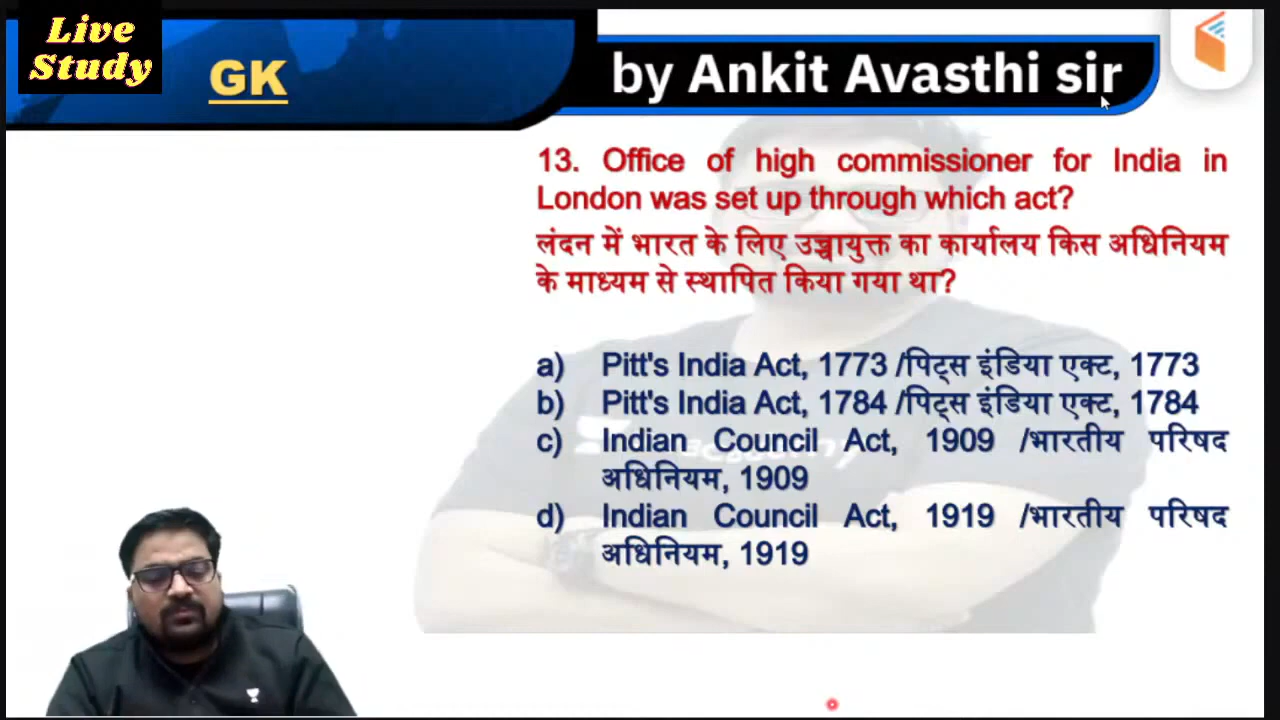 Live
Study
GK
by Ankit Avasthi sir
13. Office of high commissioner for India in
London was set up through which act?
लंदन में भारत के लिए उच्चायुक्त का कार्यालय किस अधिनियम
के माध्यम से स्थापित किया गया था?
a) Pitt's India Act, 1773 /पिट्स इंडिया एक्ट, 1773
b) Pitt's India Act, 1784 /पिट्स इंडिया एक्ट, 1784
c) Indian Council Act, 1909 /भारतीय परिषद
अधिनियम, 1909
d) Indian Council Act, 1919 /भारतीय परिषद
अधिनियम, 1919